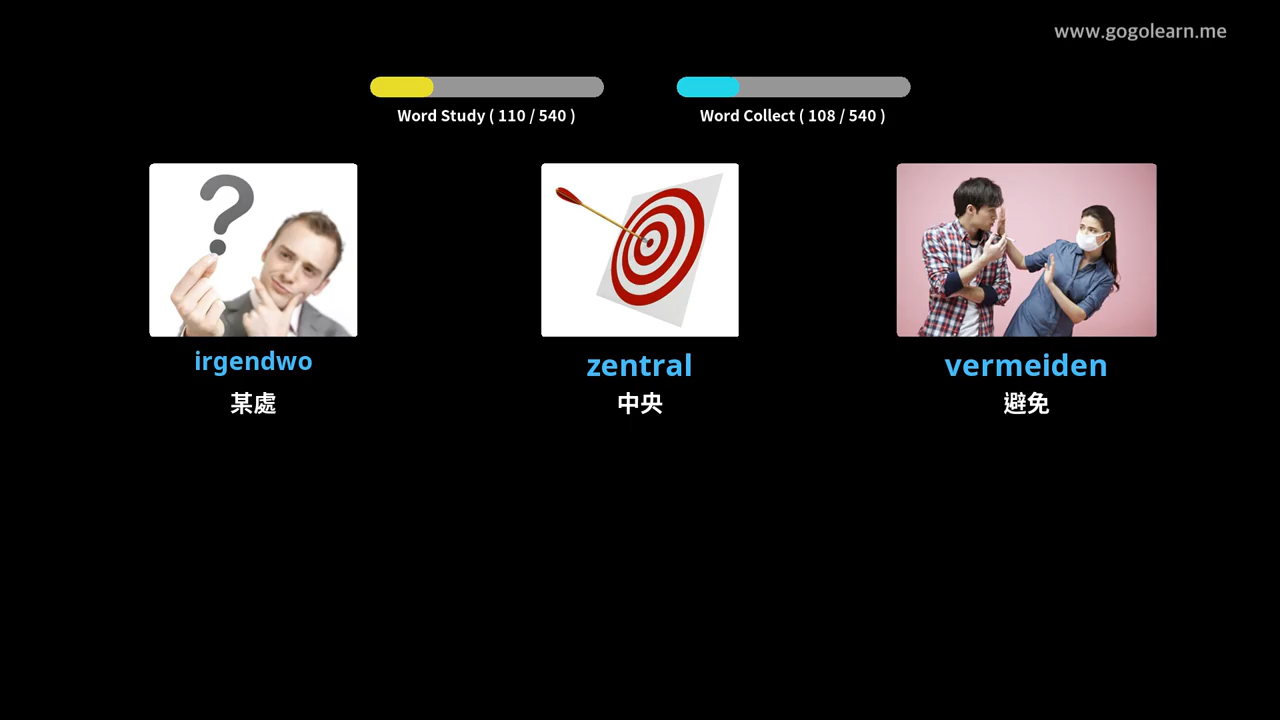 www.gogolearn.me
Word Study ( 110 / 540 )
Word Collect ( 108 / 540 )
?
irgendwo
zentral
vermeiden
某處
中央
避免